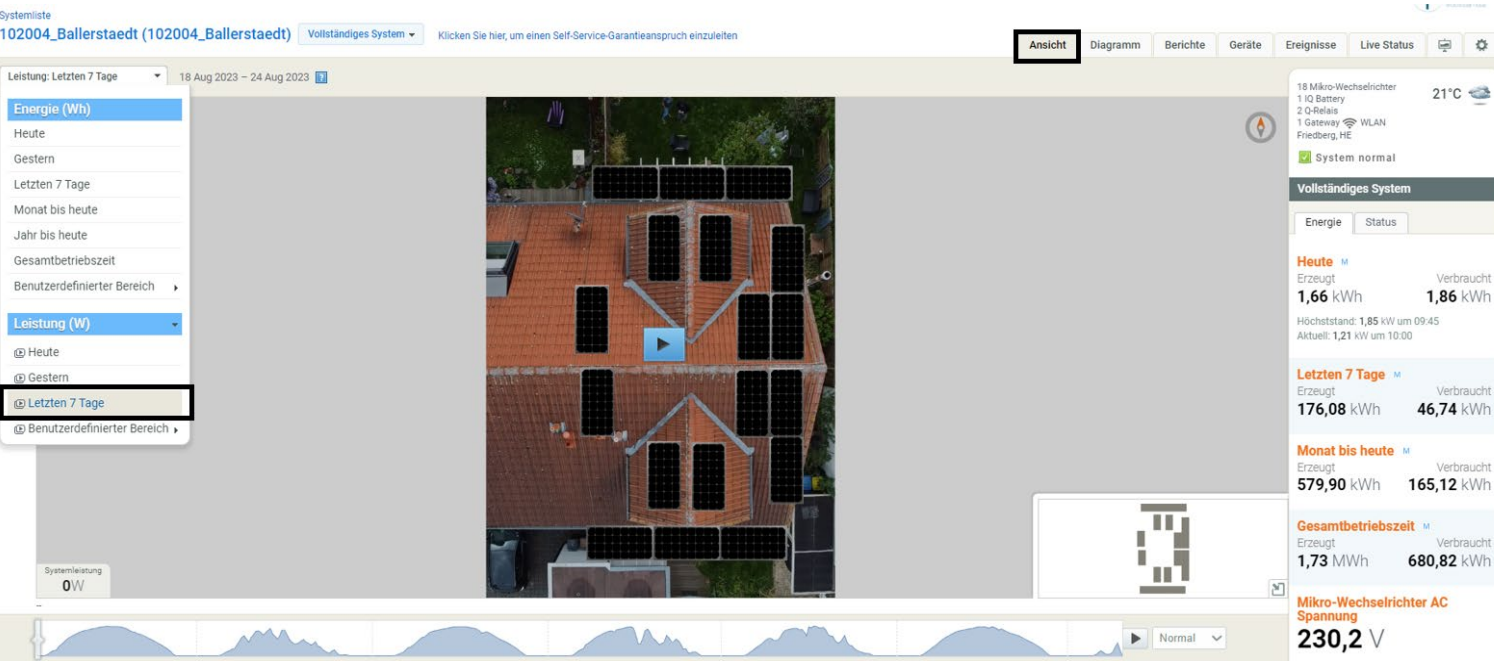 Systemliste
102004_Ballerstaedt (102004_Ballerstaedt)
Vollständiges System
Klicken Sie hier, um einen Self-Service-Garantieanspruch einzuleiten
Ansicht
Diagramm
Berichte
Geräte
Ereignisse
Live Status
Leistung: Letzten 7 Tage
18 Aug 2023 – 24 Aug 2023 ?
Energie (Wh)
Heute
Gestern
Letzten 7 Tage
Monat bis heute
Jahr bis heute
Gesamtbetriebszeit
Benutzerdefinierter Bereich
Leistung (W)
Heute
Gestern
Letzten 7 Tage
Benutzerdefinierter Bereich
Systemleistung
0W
--
Normal
18 Mikro-Wechselrichter
1 IQ Battery
2 Q-Relais
1 Gateway WLAN
Friedberg, HE
21°C
System normal
Vollständiges System
Energie
Status
Heute M
Erzeugt Verbraucht
1,66 kWh 1,86 kWh
Höchststand: 1,85 kW um 09:45
Aktuell: 1,21 kW um 10:00
Letzten 7 Tage M
Erzeugt Verbraucht
176,08 kWh 46,74 kWh
Monat bis heute M
Erzeugt Verbraucht
579,90 kWh 165,12 kWh
Gesamtbetriebszeit M
Erzeugt Verbraucht
1,73 MWh 680,82 kWh
Mikro-Wechselrichter AC
Spannung
230,2 V